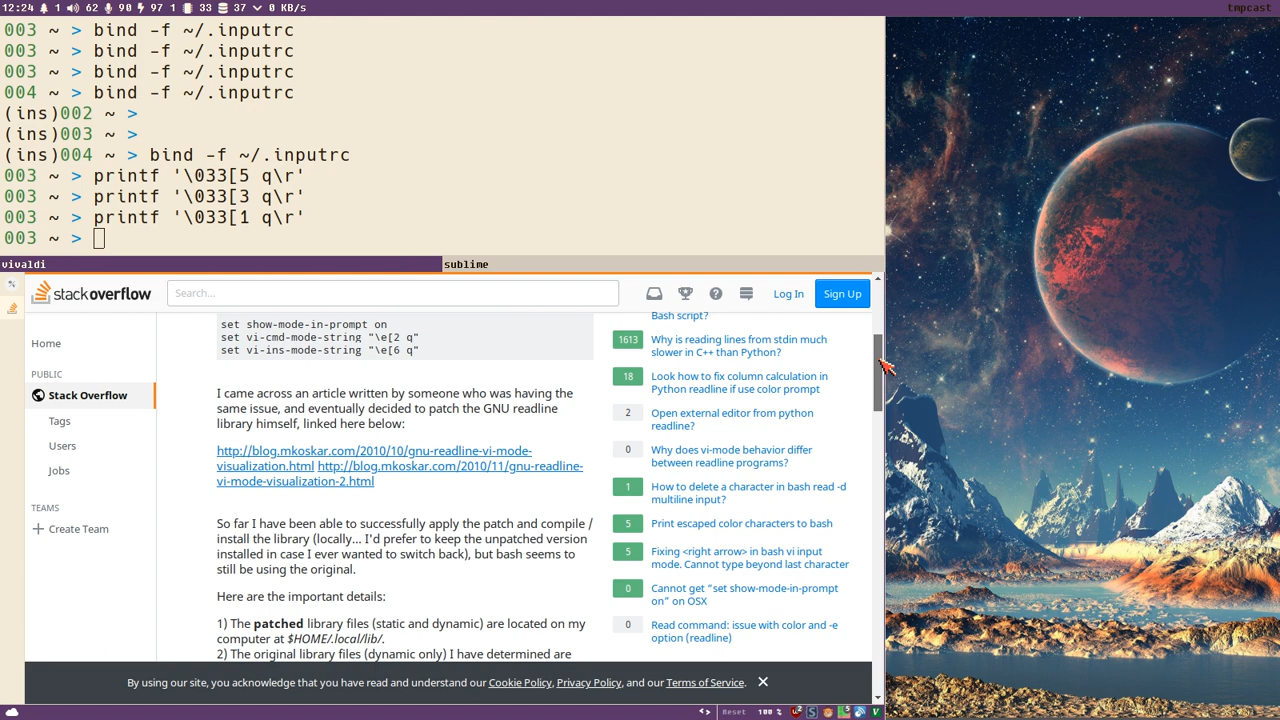 12:24 1 62 90 97 1 33 37 0 KB/s
tmpcast
003 ~ > bind -f ~/.inputrc
003 ~ > bind -f ~/.inputrc
003 ~ > bind -f ~/.inputrc
004 ~ > bind -f ~/.inputrc
(ins)002 ~ >
(ins)003 ~ >
(ins)004 ~ > bind -f ~/.inputrc
003 ~ > printf '\033[5 q\r'
003 ~ > printf '\033[3 q\r'
003 ~ > printf '\033[1 q\r'
003 ~ >
vivaldi
sublime
stackoverflow
Search...
Log In
Sign Up
Home
PUBLIC
Stack Overflow
Tags
Users
Jobs
TEAMS
Create Team
set show-mode-in-prompt on
set vi-cmd-mode-string "\e[2 q"
set vi-ins-mode-string "\e[6 q"
I came across an article written by someone who was having the
same issue, and eventually decided to patch the GNU readline
library himself, linked here below:
http://blog.mkoskar.com/2010/10/gnu-readline-vi-mode-
visualization.html http://blog.mkoskar.com/2010/11/gnu-readline-
vi-mode-visualization-2.html
So far I have been able to successfully apply the patch and compile /
install the library (locally... I'd prefer to keep the unpatched version
installed in case I ever wanted to switch back), but bash seems to
still be using the original.
Here are the important details:
1) The patched library files (static and dynamic) are located on my
computer at $HOME/.local/lib/.
2) The original library files (dynamic only) I have determined are
Bash script?
1613
Why is reading lines from stdin much
slower in C++ than Python?
18
Look how to fix column calculation in
Python readline if use color prompt
2
Open external editor from python
readline?
0
Why does vi-mode behavior differ
between readline programs?
1
How to delete a character in bash read -d
multiline input?
5
Print escaped color characters to bash
5
Fixing <right arrow> in bash vi input
mode. Cannot type beyond last character
0
Cannot get “set show-mode-in-prompt
on” on OSX
0
Read command: issue with color and -e
option (readline)
By using our site, you acknowledge that you have read and understand our Cookie Policy, Privacy Policy, and our Terms of Service.
Reset 100 %